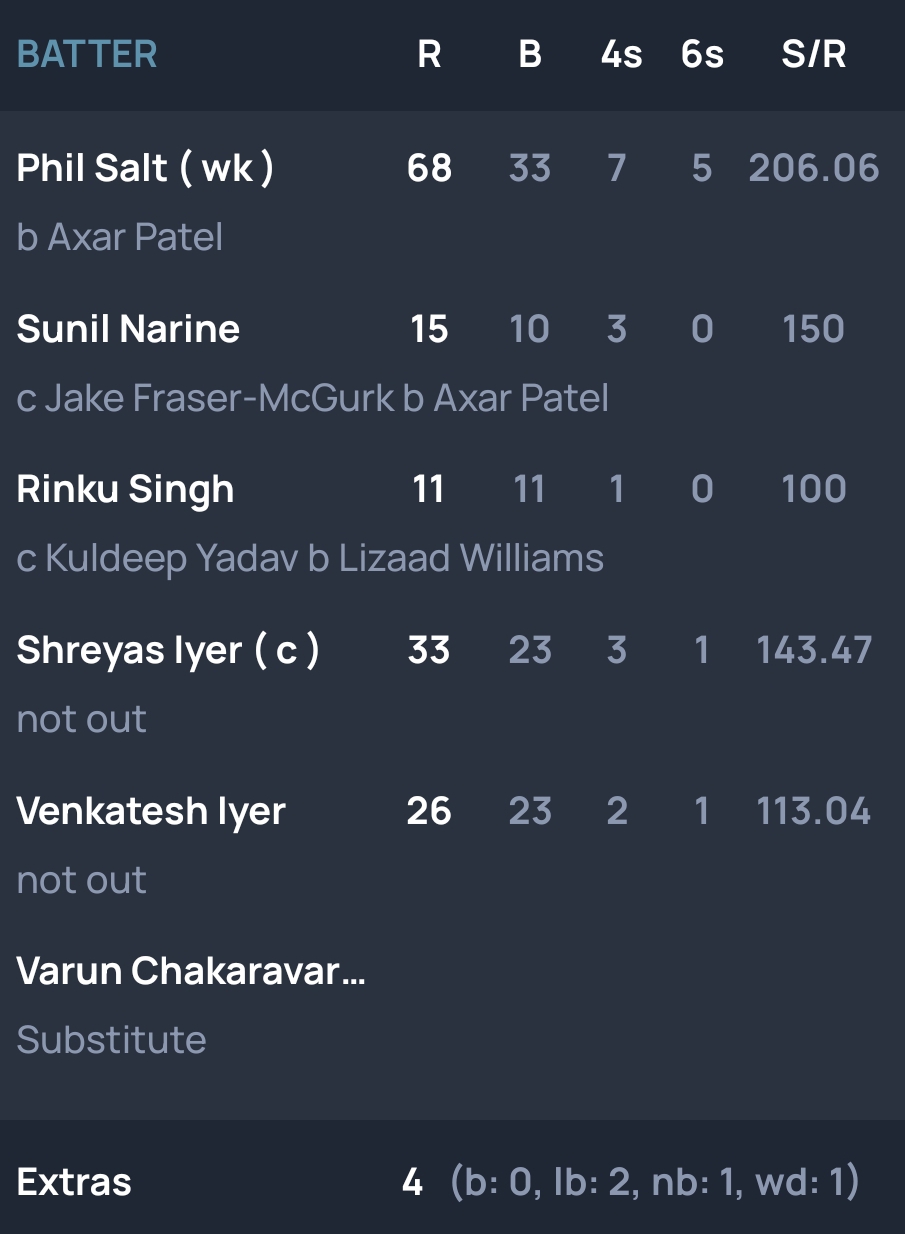 BATTER R B 4s 6s S/R
Phil Salt ( wk ) 68 33 7 5 206.06
b Axar Patel
Sunil Narine 15 10 3 0 150
c Jake Fraser-McGurk b Axar Patel
Rinku Singh 11 11 1 0 100
c Kuldeep Yadav b Lizaad Williams
Shreyas Iyer ( c ) 33 23 3 1 143.47
not out
Venkatesh Iyer 26 23 2 1 113.04
not out
Varun Chakaravar...
Substitute
Extras 4 (b: 0, lb: 2, nb: 1, wd: 1)